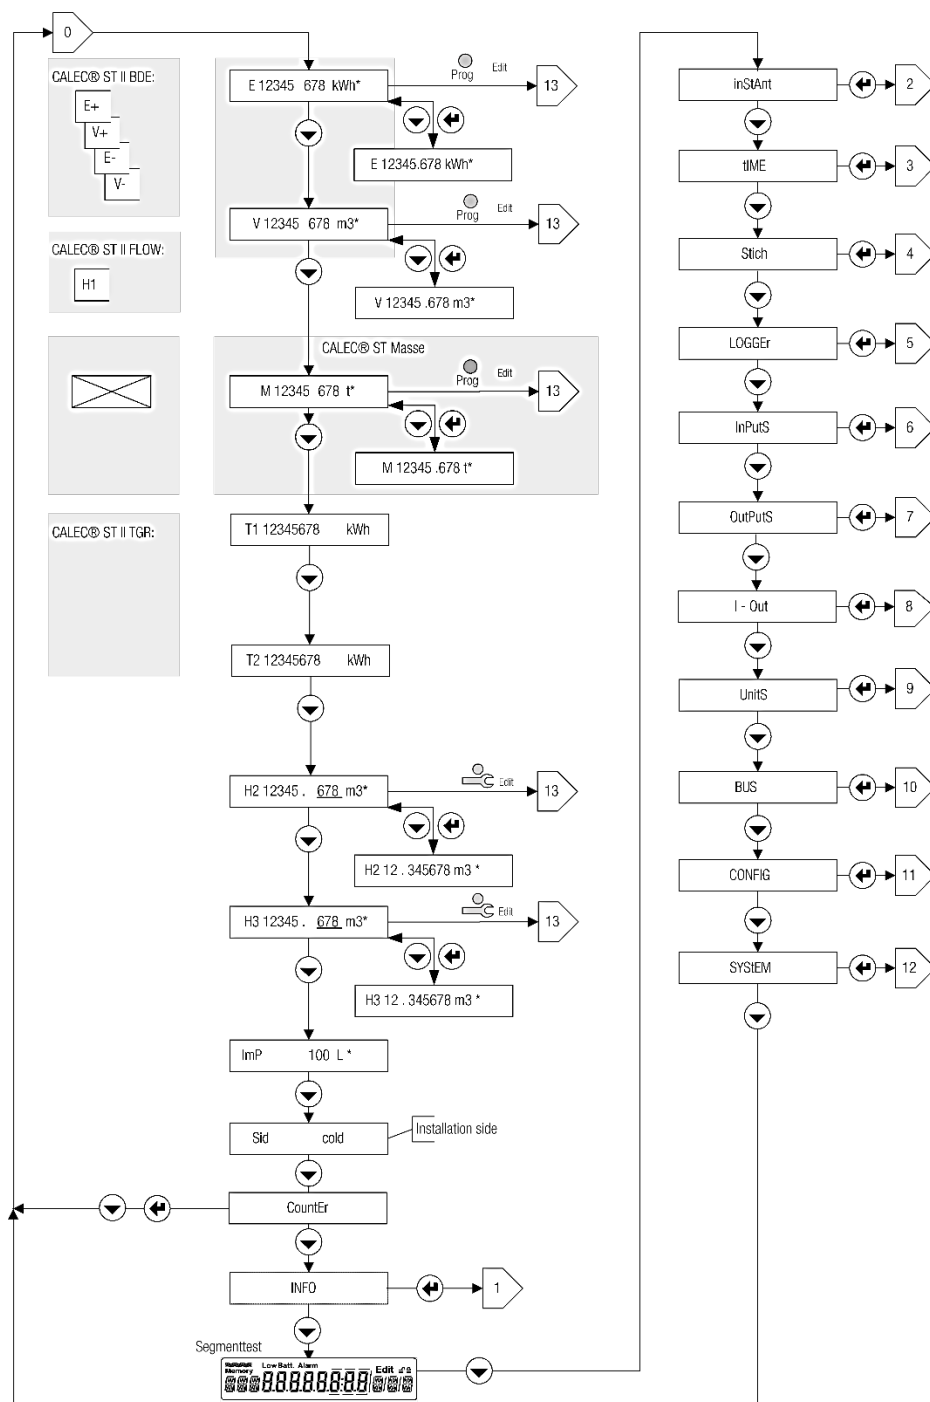 0
CALEC® ST II BDE:
E+
V+
E-
V-
E 12345 678 kWh*
Prog
Edit
13
E 12345.678 kWh*
V 12345 678 m3*
Prog
Edit
13
V 12345 .678 m3*
CALEC® ST II FLOW:
H1
CALEC® ST Masse
M 12345 678 t*
Prog
Edit
13
M 12345 .678 t*
CALEC® ST II TGR:
T1 12345678 kWh
T2 12345678 kWh
H2 12345 . 678 m3*
Edit
13
H2 12 . 345678 m3 *
H3 12345 . 678 m3*
Edit
13
H3 12 . 345678 m3 *
ImP 100 L *
Sid cold
Installation side
CountEr
INFO
1
Segmenttest
Memory
Low Batt. Alarm
Edit
inStAnt
2
tIME
3
Stich
4
LOGGEr
5
InPutS
6
OutPutS
7
I - Out
8
UnitS
9
BUS
10
CONFIG
11
SYStEM
12